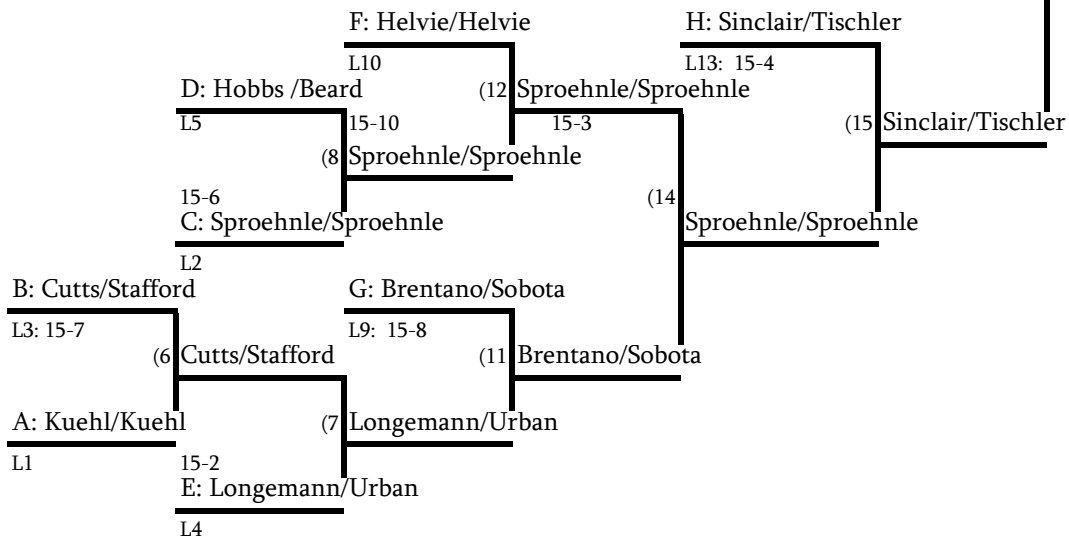 F: Helvie/Helvie
H: Sinclair/Tischler
L10
L13: 15-4
D: Hobbs /Beard
(12
Sproehnle/Sproehnle
L5
15-10
15-3
(15
Sinclair/Tischler
(8
Sproehnle/Sproehnle
15-6
(14
C: Sproehnle/Sproehnle
Sproehnle/Sproehnle
L2
B: Cutts/Stafford
G: Brentano/Sobota
L3: 15-7
L9: 15-8
(6
Cutts/Stafford
(11
Brentano/Sobota
A: Kuehl/Kuehl
(7
Longemann/Urban
L1
15-2
E: Longemann/Urban
L4